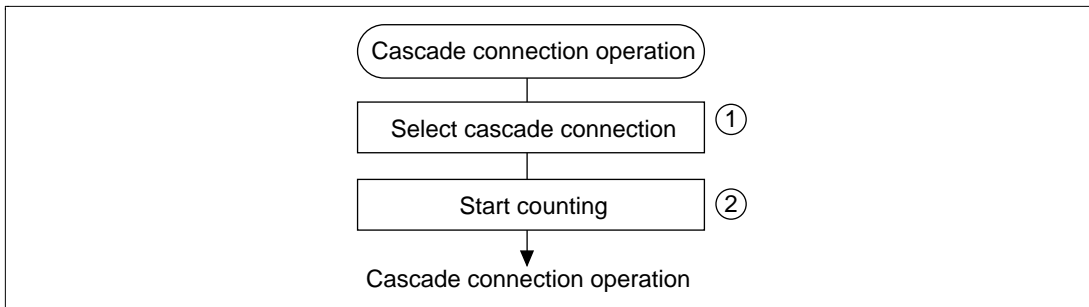 Cascade connection operation
Select cascade connection ①
Start counting ②
Cascade connection operation